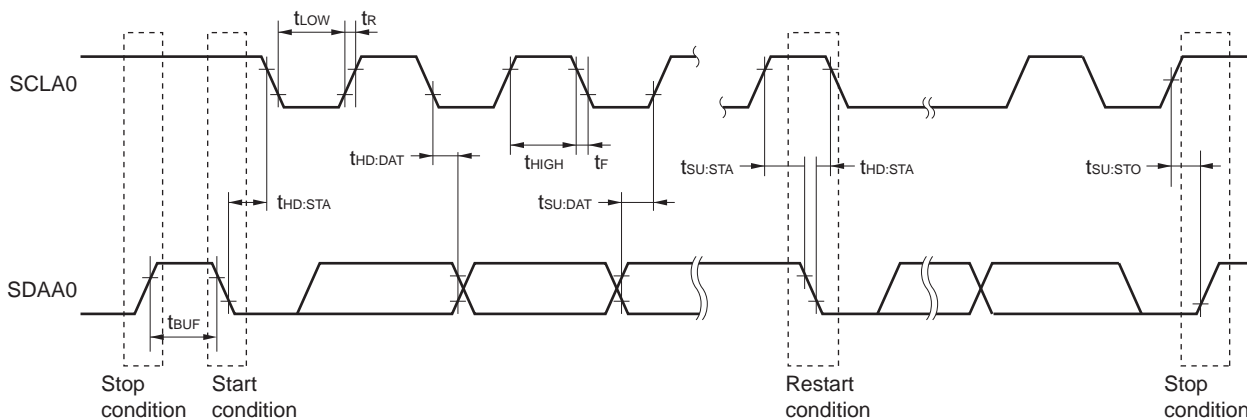 tLOW tR
SCLA0
tHD:DAT tHIGH tF tSU:STA tHD:STA tSU:STO
tHD:STA tSU:DAT
SDAA0
tBUF
Stop condition
Start condition
Restart condition
Stop condition